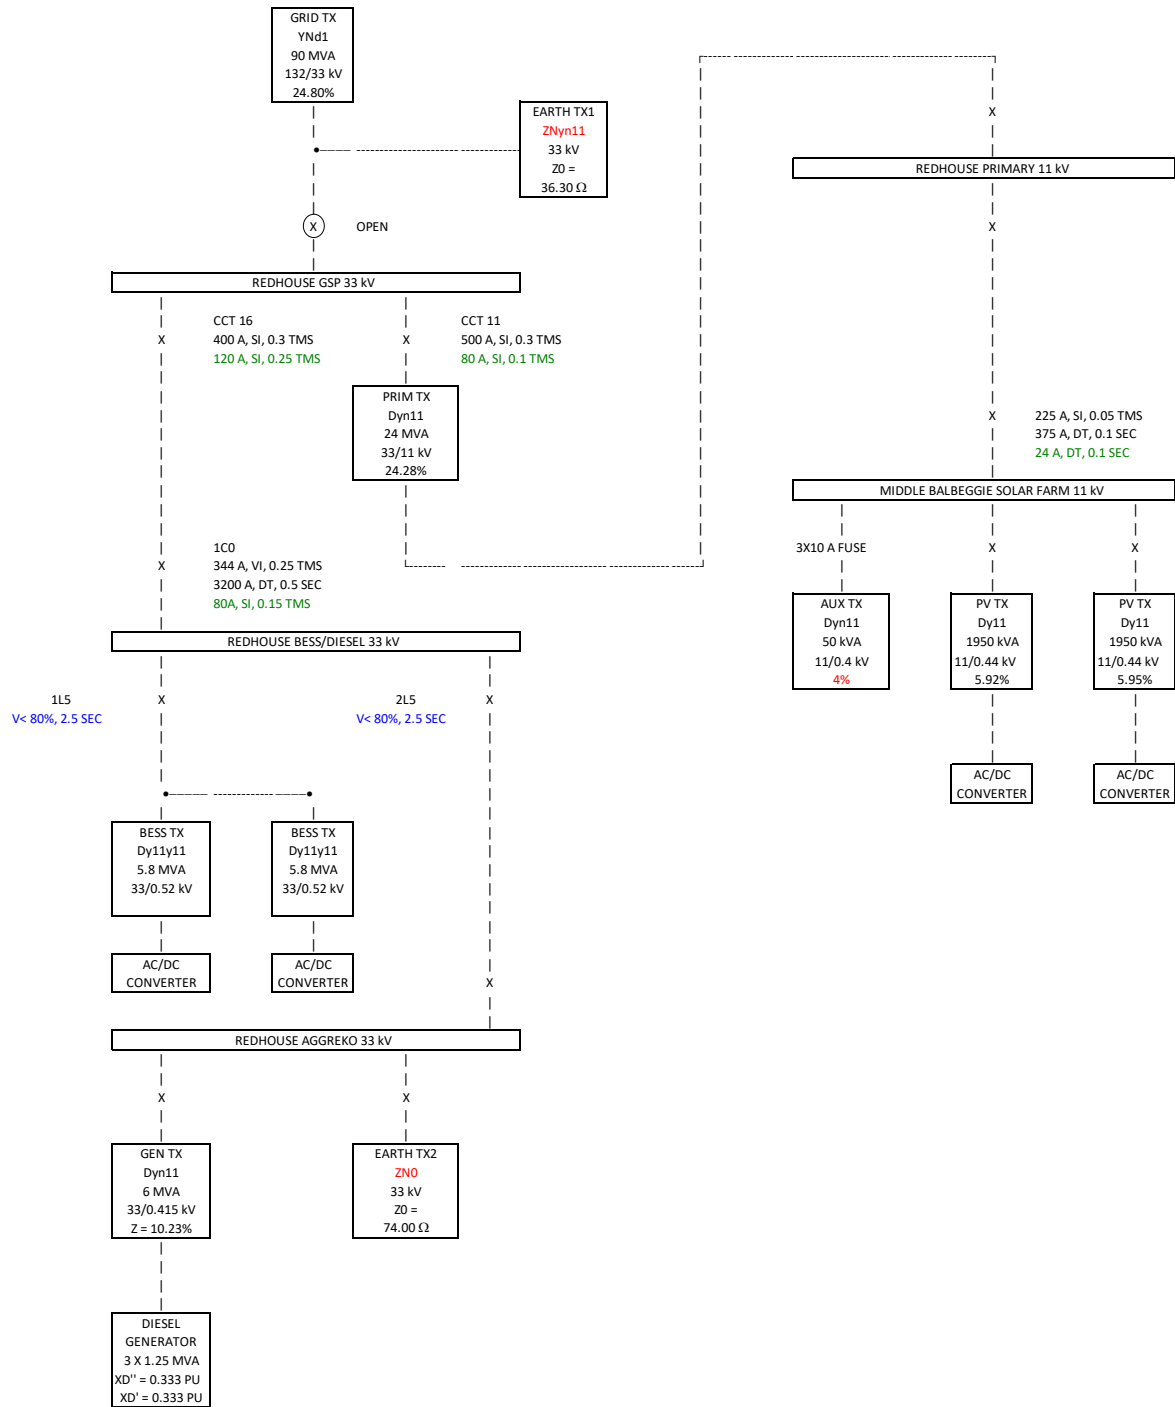 GRID TX
YNd1
90 MVA
132/33 kV
24.80%
EARTH TX1
ZNyn11
33 kV
Z0 =
36.30 Ω
X
OPEN
REDHOUSE GSP 33 kV
CCT 16
X
400 A, SI, 0.3 TMS
120 A, SI, 0.25 TMS
CCT 11
X
500 A, SI, 0.3 TMS
80 A, SI, 0.1 TMS
PRIM TX
Dyn11
24 MVA
33/11 kV
24.28%
1C0
344 A, VI, 0.25 TMS
X
3200 A, DT, 0.5 SEC
80A, SI, 0.15 TMS
REDHOUSE BESS/DIESEL 33 kV
1L5
X
V< 80%, 2.5 SEC
2L5
X
V< 80%, 2.5 SEC
BESS TX
Dy11y11
5.8 MVA
33/0.52 kV
BESS TX
Dy11y11
5.8 MVA
33/0.52 kV
AC/DC
CONVERTER
AC/DC
CONVERTER
X
REDHOUSE AGGREKO 33 kV
X
X
GEN TX
Dyn11
6 MVA
33/0.415 kV
Z = 10.23%
EARTH TX2
ZN0
33 kV
Z0 =
74.00 Ω
DIESEL
GENERATOR
3 X 1.25 MVA
XD'' = 0.333 PU
XD' = 0.333 PU
X
REDHOUSE PRIMARY 11 kV
X
X
225 A, SI, 0.05 TMS
375 A, DT, 0.1 SEC
24 A, DT, 0.1 SEC
MIDDLE BALBEGGIE SOLAR FARM 11 kV
3X10 A FUSE
X
X
AUX TX
Dyn11
50 kVA
11/0.4 kV
4%
PV TX
Dy11
1950 kVA
11/0.44 kV
5.92%
PV TX
Dy11
1950 kVA
11/0.44 kV
5.95%
AC/DC
CONVERTER
AC/DC
CONVERTER